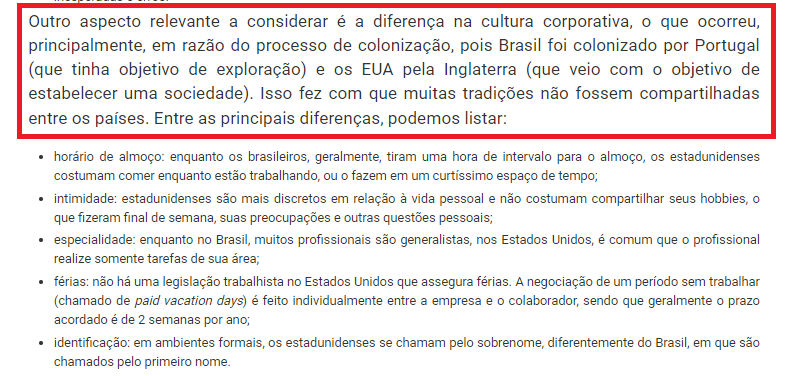 Outro aspecto relevante a considerar é a diferença na cultura corporativa, o que ocorreu,
principalmente, em razão do processo de colonização, pois Brasil foi colonizado por Portugal
(que tinha objetivo de exploração) e os EUA pela Inglaterra (que veio com o objetivo de
estabelecer uma sociedade). Isso fez com que muitas tradições não fossem compartilhadas
entre os países. Entre as principais diferenças, podemos listar:
• horário de almoço: enquanto os brasileiros, geralmente, tiram uma hora de intervalo para o almoço, os estadunidenses
costumam comer enquanto estão trabalhando, ou o fazem em um curtíssimo espaço de tempo;
• intimidade: estadunidenses são mais discretos em relação à vida pessoal e não costumam compartilhar seus hobbies, o
que fizeram final de semana, suas preocupações e outras questões pessoais;
• especialidade: enquanto no Brasil, muitos profissionais são generalistas, nos Estados Unidos, é comum que o profissional
realize somente tarefas de sua área;
• férias: não há uma legislação trabalhista no Estados Unidos que assegura férias. A negociação de um período sem trabalhar
(chamado de paid vacation days) é feito individualmente entre a empresa e o colaborador, sendo que geralmente o prazo
acordado é de 2 semanas por ano;
• identificação: em ambientes formais, os estadunidenses se chamam pelo sobrenome, diferentemente do Brasil, em que são
chamados pelo primeiro nome.